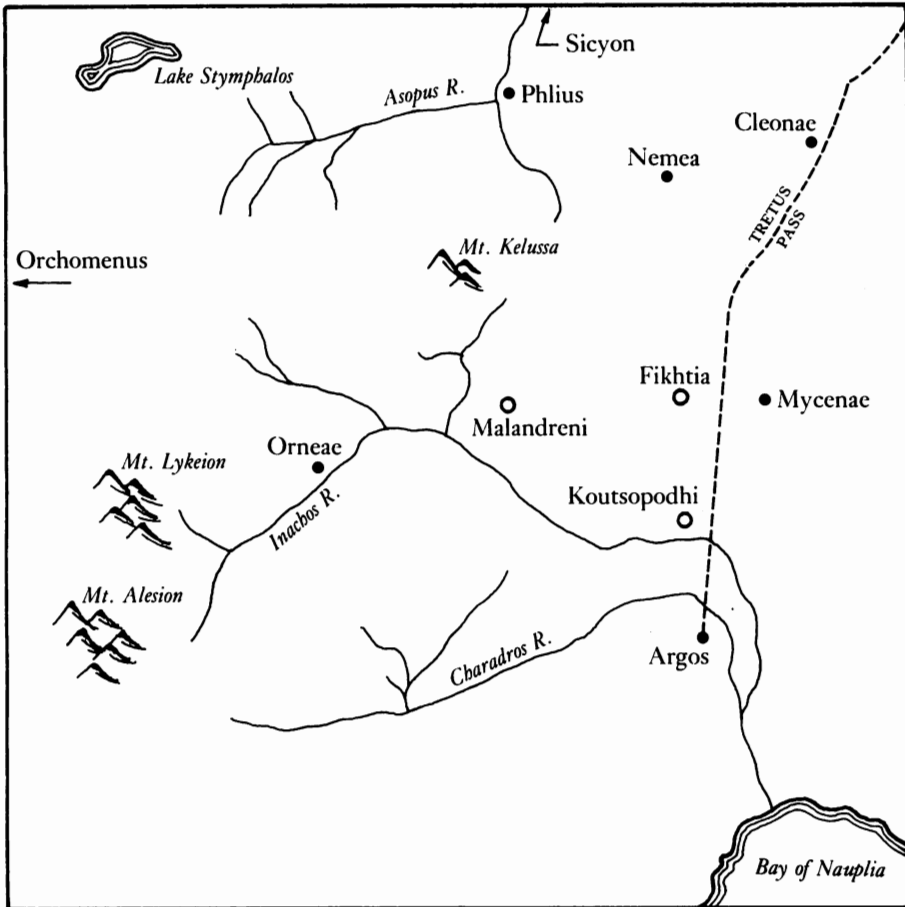 Sicyon
Lake Stymphalos
Asopus R.
Phlius
Cleonae
Nemea
TRETUS
PASS
Mt. Kelussa
Orchomenus
Fikhtia
Mycenae
Malandreni
Orneae
Mt. Lykeion
Inachos R.
Koutsopodhi
Mt. Alesion
Charadros R.
Argos
Bay of Nauplia